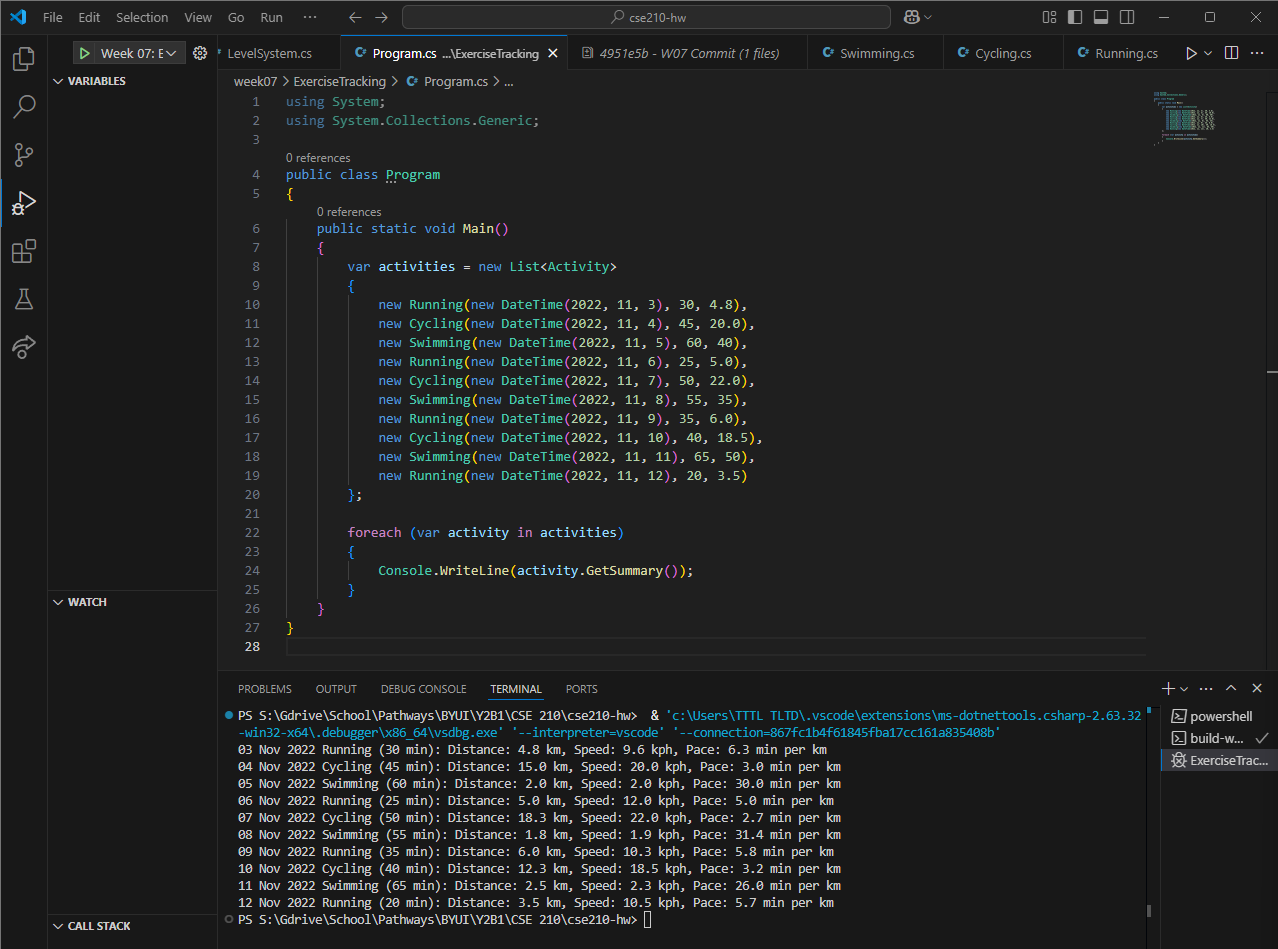 File Edit Selection View Go Run ··· cse210-hw
Week 07: E LevelSystem.cs Program.cs ...\ExerciseTracking 4951e5b - W07 Commit (1 files) Swimming.cs Cycling.cs Running.cs
VARIABLES
week07 > ExerciseTracking > Program.cs > ...
1 using System;
2 using System.Collections.Generic;
3
0 references
4 public class Program
5 {
0 references
6 public static void Main()
7 {
8 var activities = new List<Activity>
9 {
10 new Running(new DateTime(2022, 11, 3), 30, 4.8),
11 new Cycling(new DateTime(2022, 11, 4), 45, 20.0),
12 new Swimming(new DateTime(2022, 11, 5), 60, 40),
13 new Running(new DateTime(2022, 11, 6), 25, 5.0),
14 new Cycling(new DateTime(2022, 11, 7), 50, 22.0),
15 new Swimming(new DateTime(2022, 11, 8), 55, 35),
16 new Running(new DateTime(2022, 11, 9), 35, 6.0),
17 new Cycling(new DateTime(2022, 11, 10), 40, 18.5),
18 new Swimming(new DateTime(2022, 11, 11), 65, 50),
19 new Running(new DateTime(2022, 11, 12), 20, 3.5)
20 };
21
22 foreach (var activity in activities)
23 {
24 Console.WriteLine(activity.GetSummary());
25 }
26 }
27 }
28
WATCH
CALL STACK
PROBLEMS OUTPUT DEBUG CONSOLE TERMINAL PORTS
PS S:\Gdrive\School\Pathways\BYUI\Y2B1\CSE 210\cse210-hw> & 'c:\Users\TTTL TLTD\.vscode\extensions\ms-dotnettools.csharp-2.63.32
-win32-x64\.debugger\x86_64\vsdbg.exe' '--interpreter=vscode' '--connection=867fc1b4f61845fba17cc161a835408b'
03 Nov 2022 Running (30 min): Distance: 4.8 km, Speed: 9.6 kph, Pace: 6.3 min per km
04 Nov 2022 Cycling (45 min): Distance: 15.0 km, Speed: 20.0 kph, Pace: 3.0 min per km
05 Nov 2022 Swimming (60 min): Distance: 2.0 km, Speed: 2.0 kph, Pace: 30.0 min per km
06 Nov 2022 Running (25 min): Distance: 5.0 km, Speed: 12.0 kph, Pace: 5.0 min per km
07 Nov 2022 Cycling (50 min): Distance: 18.3 km, Speed: 22.0 kph, Pace: 2.7 min per km
08 Nov 2022 Swimming (55 min): Distance: 1.8 km, Speed: 1.9 kph, Pace: 31.4 min per km
09 Nov 2022 Running (35 min): Distance: 6.0 km, Speed: 10.3 kph, Pace: 5.8 min per km
10 Nov 2022 Cycling (40 min): Distance: 12.3 km, Speed: 18.5 kph, Pace: 3.2 min per km
11 Nov 2022 Swimming (65 min): Distance: 2.5 km, Speed: 2.3 kph, Pace: 26.0 min per km
12 Nov 2022 Running (20 min): Distance: 3.5 km, Speed: 10.5 kph, Pace: 5.7 min per km
PS S:\Gdrive\School\Pathways\BYUI\Y2B1\CSE 210\cse210-hw>
powershell
build-w...
ExerciseTrac...